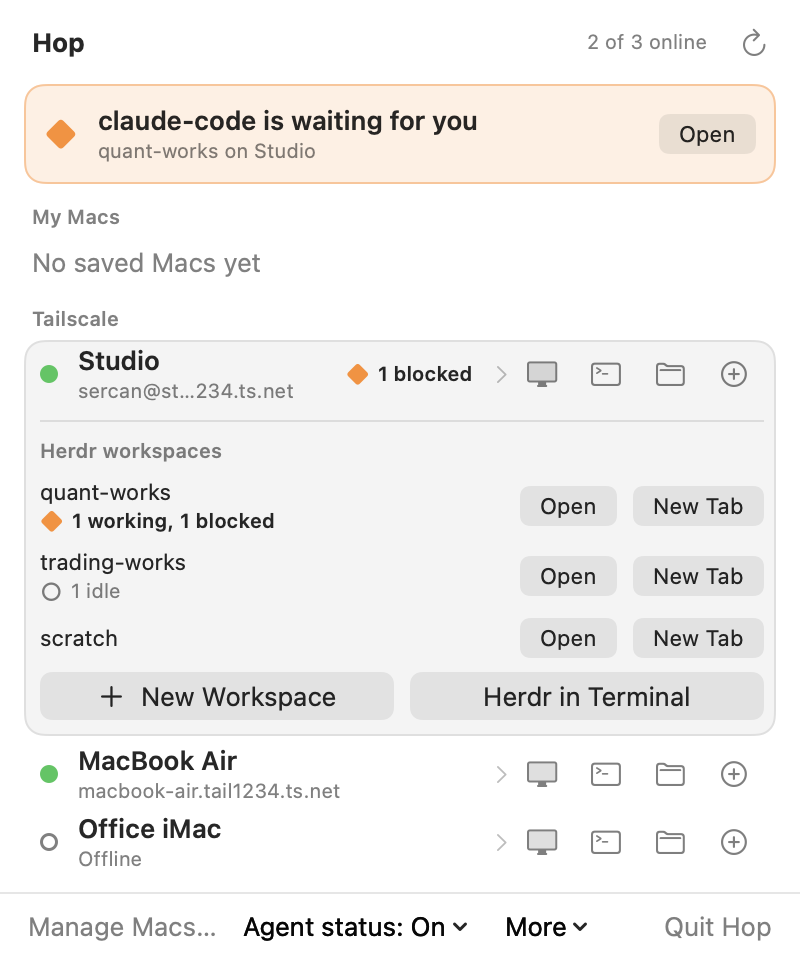 Hop
2 of 3 online
claude-code is waiting for you
quant-works on Studio
Open
My Macs
No saved Macs yet
Tailscale
Studio
sercan@st...234.ts.net
1 blocked
Herdr workspaces
quant-works
1 working, 1 blocked
Open
New Tab
trading-works
1 idle
Open
New Tab
scratch
Open
New Tab
+ New Workspace
Herdr in Terminal
MacBook Air
macbook-air.tail1234.ts.net
Office iMac
Offline
Manage Macs...
Agent status: On
More
Quit Hop